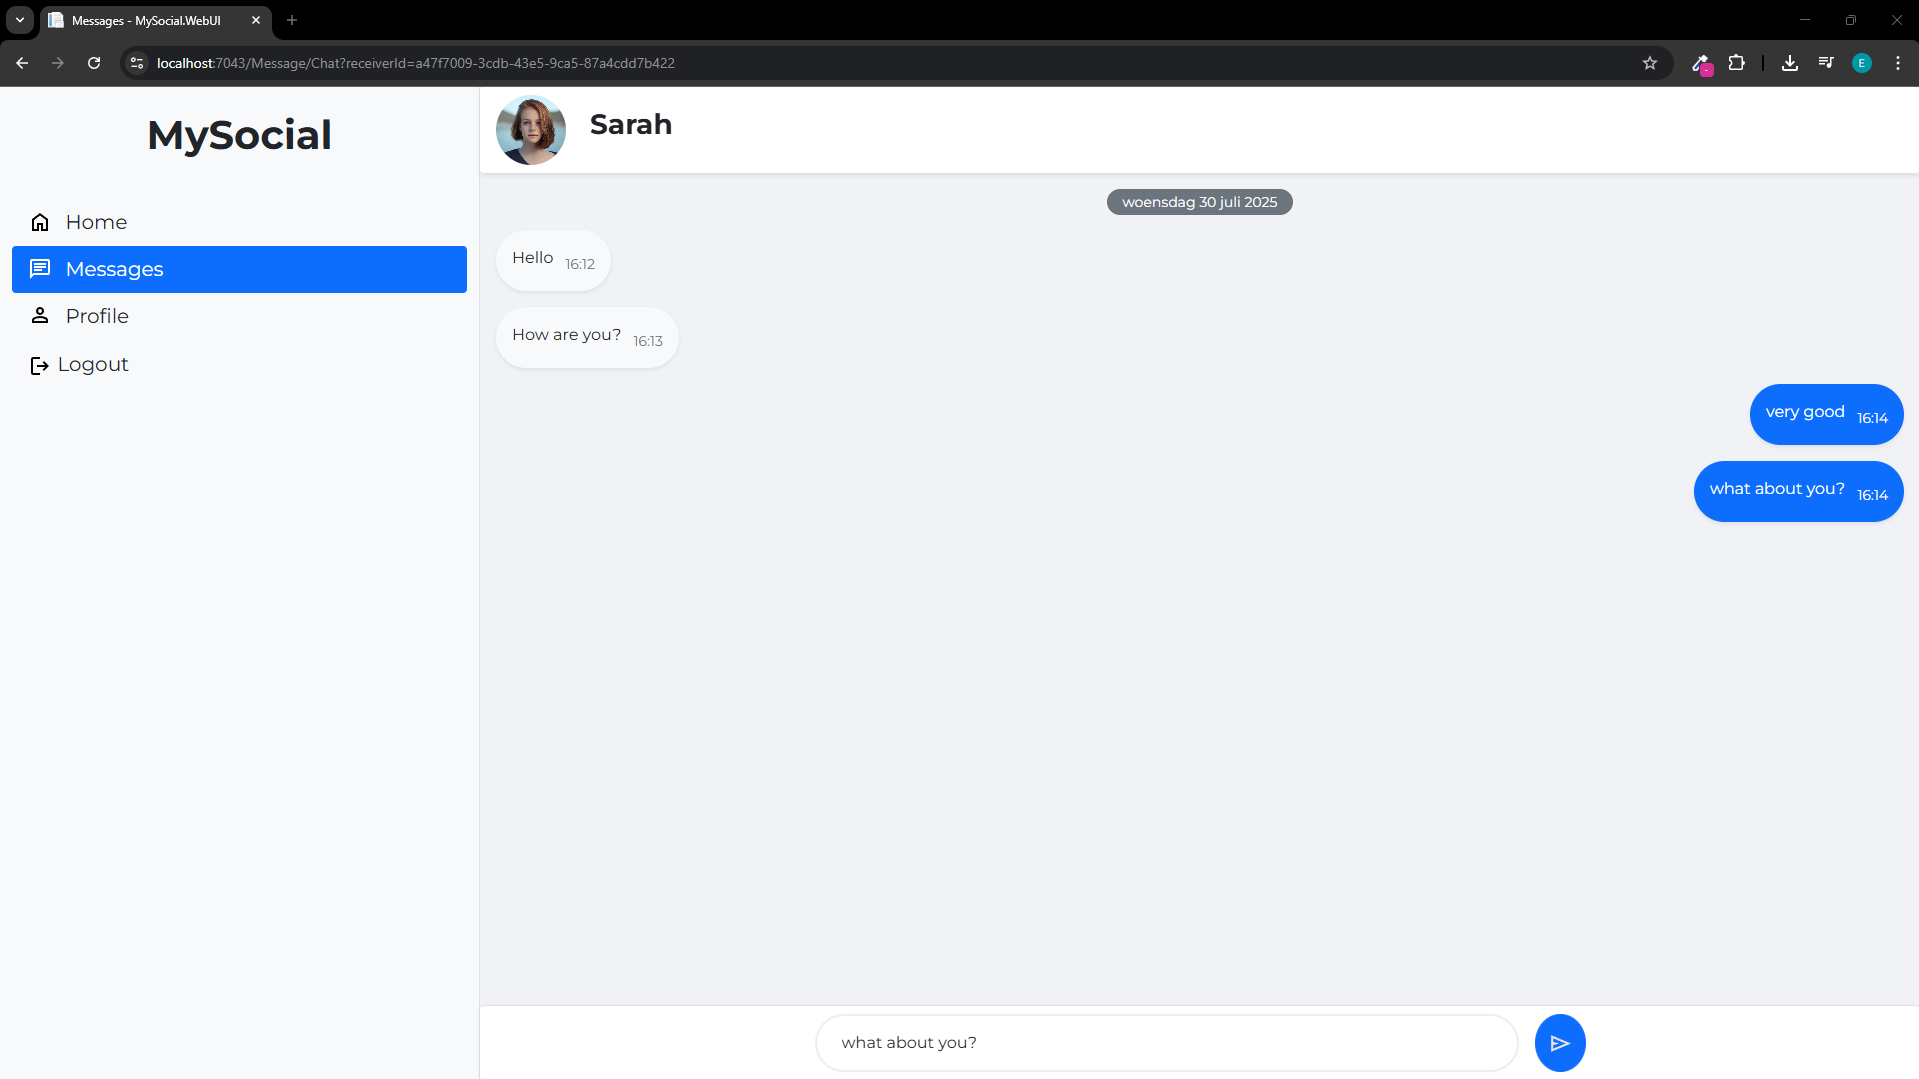 Messages - MySocial.WebUI
localhost:7043/Message/Chat?receiverId=a47f7009-3cdb-43e5-9ca5-87a4cdd7b422
E
MySocial
Home
Messages
Profile
Logout
Sarah
woensdag 30 juli 2025
Hello 16:12
How are you? 16:13
very good 16:14
what about you? 16:14
what about you?